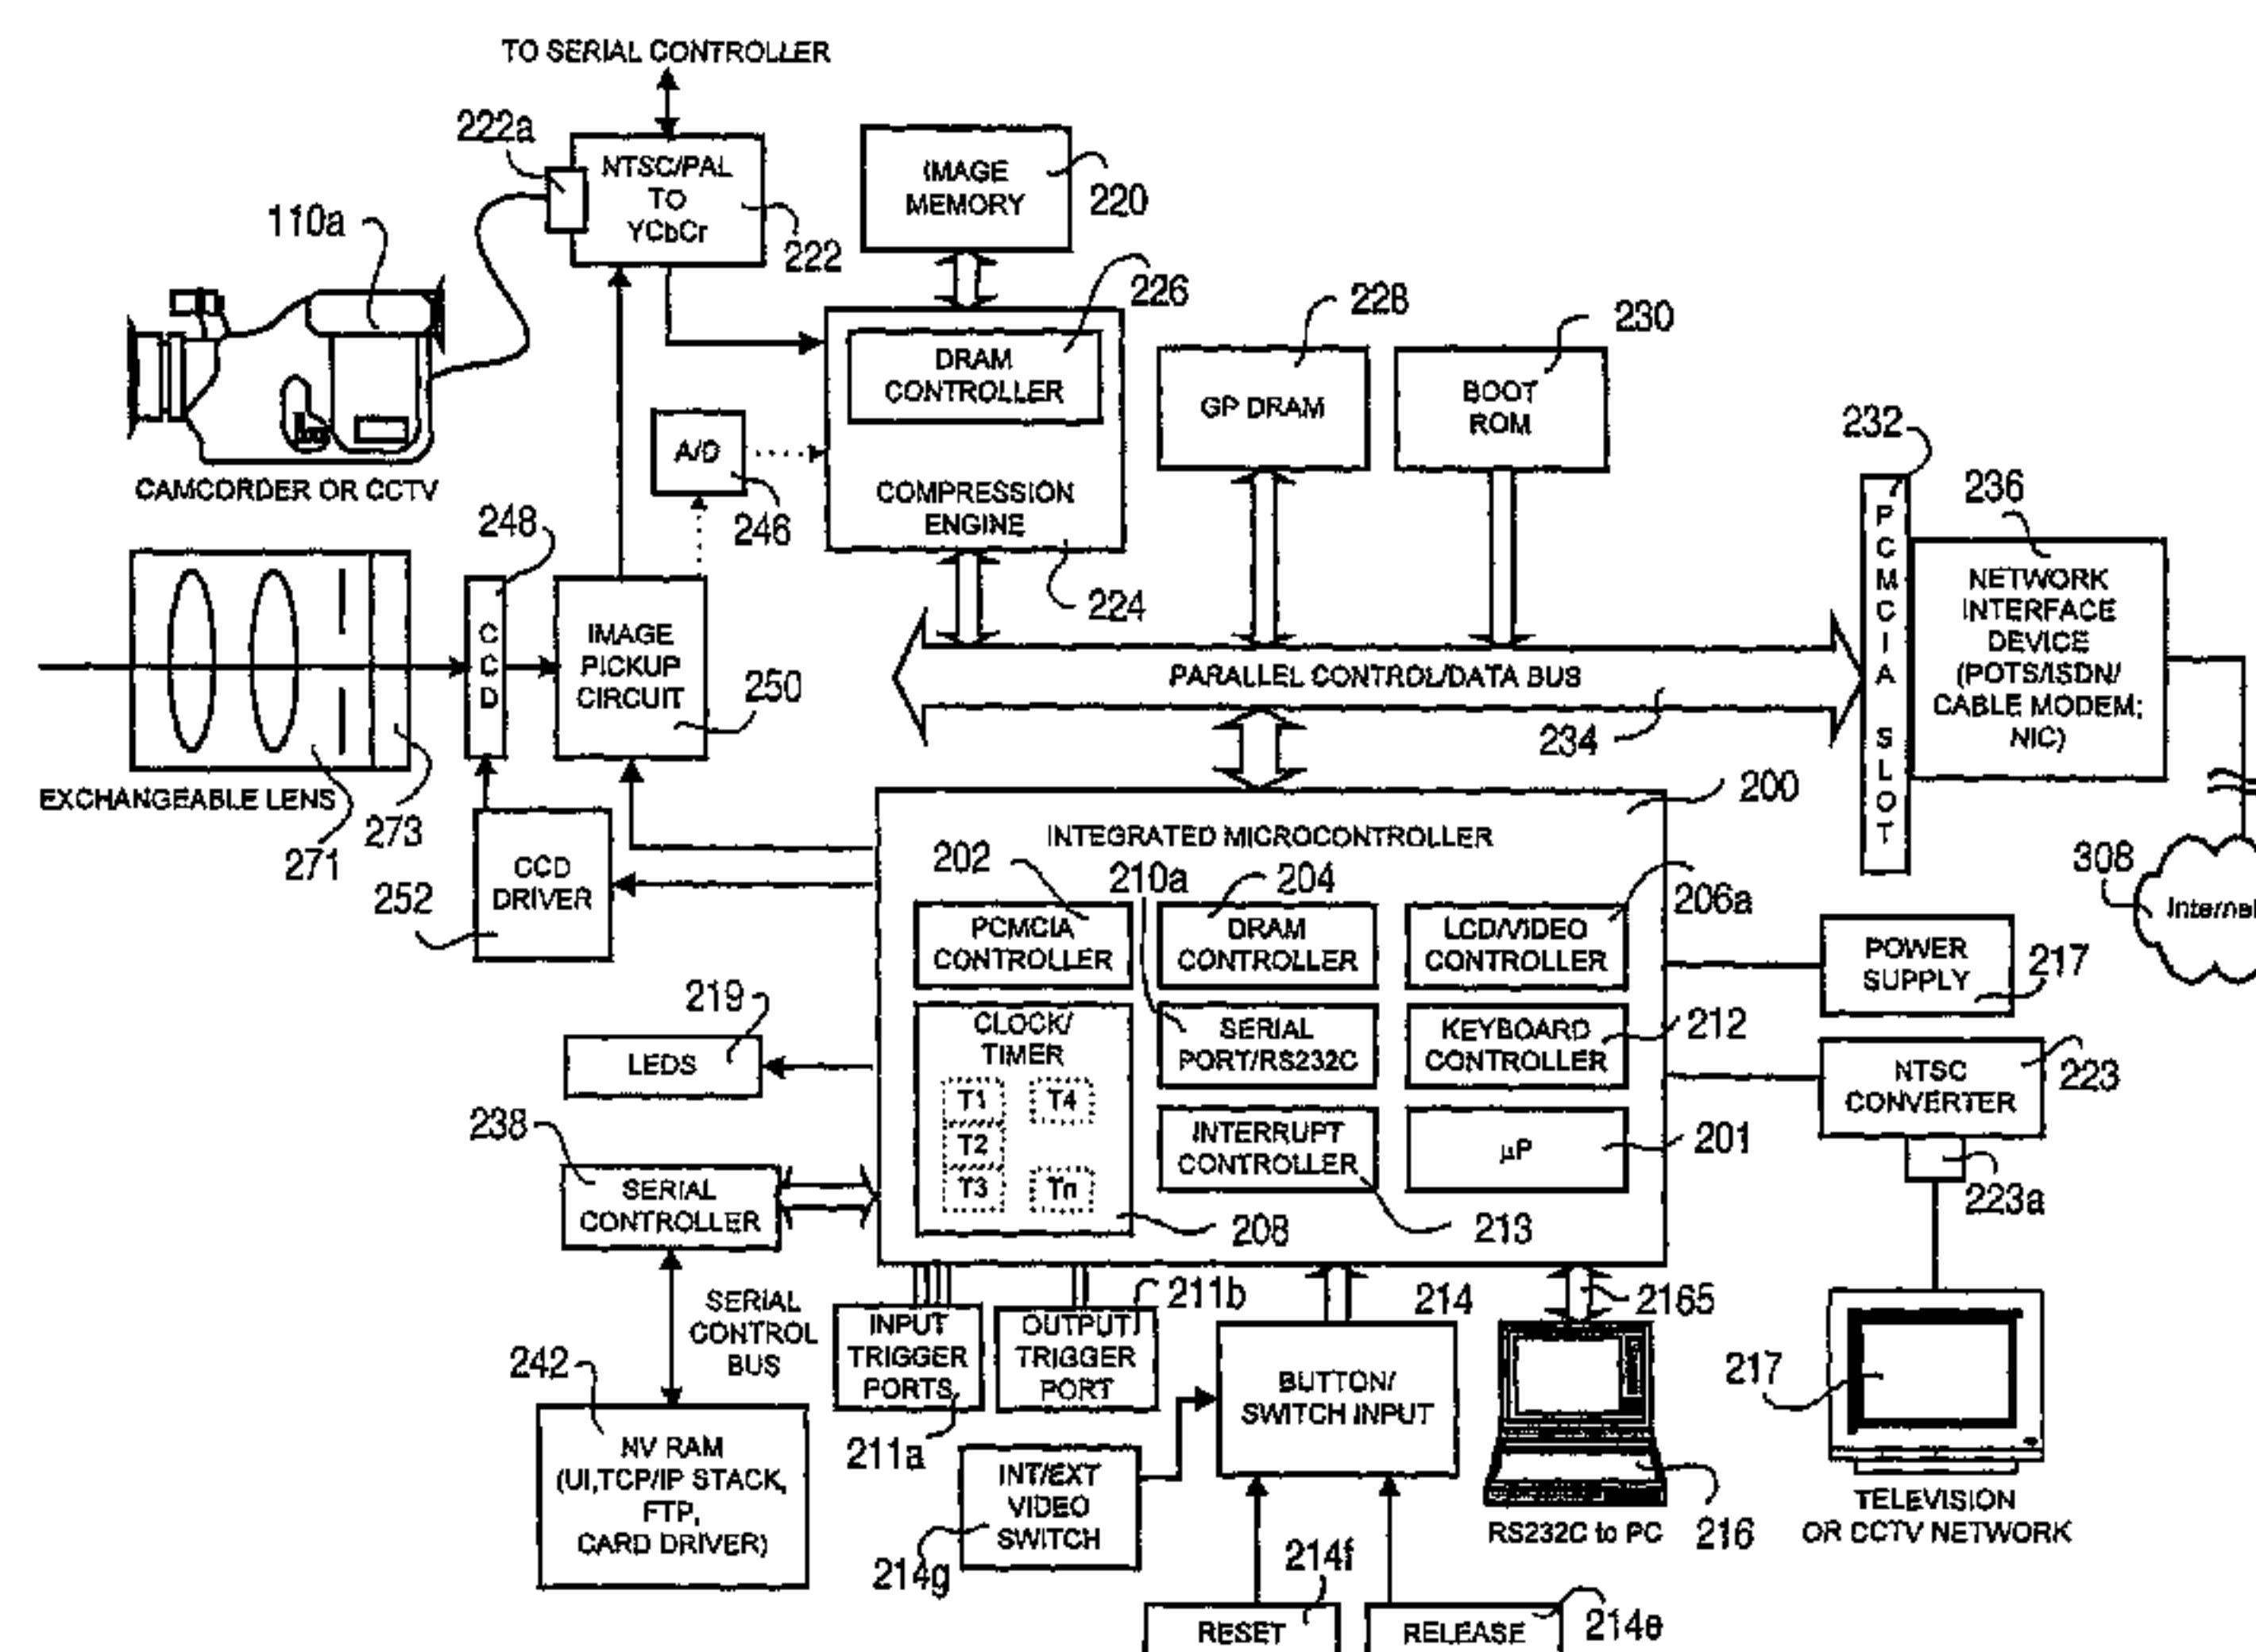 TO SERIAL CONTROLLER
222a
NTSC/PAL
TO
YCbCr
222
IMAGE
MEMORY
220
110a
CAMCORDER OR CCTV
226
DRAM
CONTROLLER
COMPRESSION
ENGINE
224
A/D
246
228
GP DRAM
230
BOOT
ROM
232
PCMCIA SLOT
236
NETWORK
INTERFACE
DEVICE
(POTS/ISDN/
CABLE MODEM;
NIC)
248
CCD
IMAGE
PICKUP
CIRCUIT
250
PARALLEL CONTROL/DATA BUS
234
EXCHANGEABLE LENS
271
273
CCD
DRIVER
252
200
INTEGRATED MICROCONTROLLER
202
PCMCIA
CONTROLLER
210a
204
DRAM
CONTROLLER
206a
LCD/VIDEO
CONTROLLER
308
Internet
POWER
SUPPLY
217
219
LEDS
CLOCK/
TIMER
T1
T4
T2
T3
Tn
208
SERIAL
PORT/RS232C
KEYBOARD
CONTROLLER
212
INTERRUPT
CONTROLLER
213
µP
201
NTSC
CONVERTER
223
223a
238
SERIAL
CONTROLLER
SERIAL
CONTROL
BUS
242
NV RAM
(UI,TCP/IP STACK,
FTP,
CARD DRIVER)
INPUT
TRIGGER
PORTS
211a
OUTPUT
TRIGGER
PORT
211b
214
BUTTON/
SWITCH INPUT
2165
RS232C to PC
216
217
TELEVISION
OR CCTV NETWORK
INT/EXT
VIDEO
SWITCH
214g
214f
RESET
RELEASE
214e